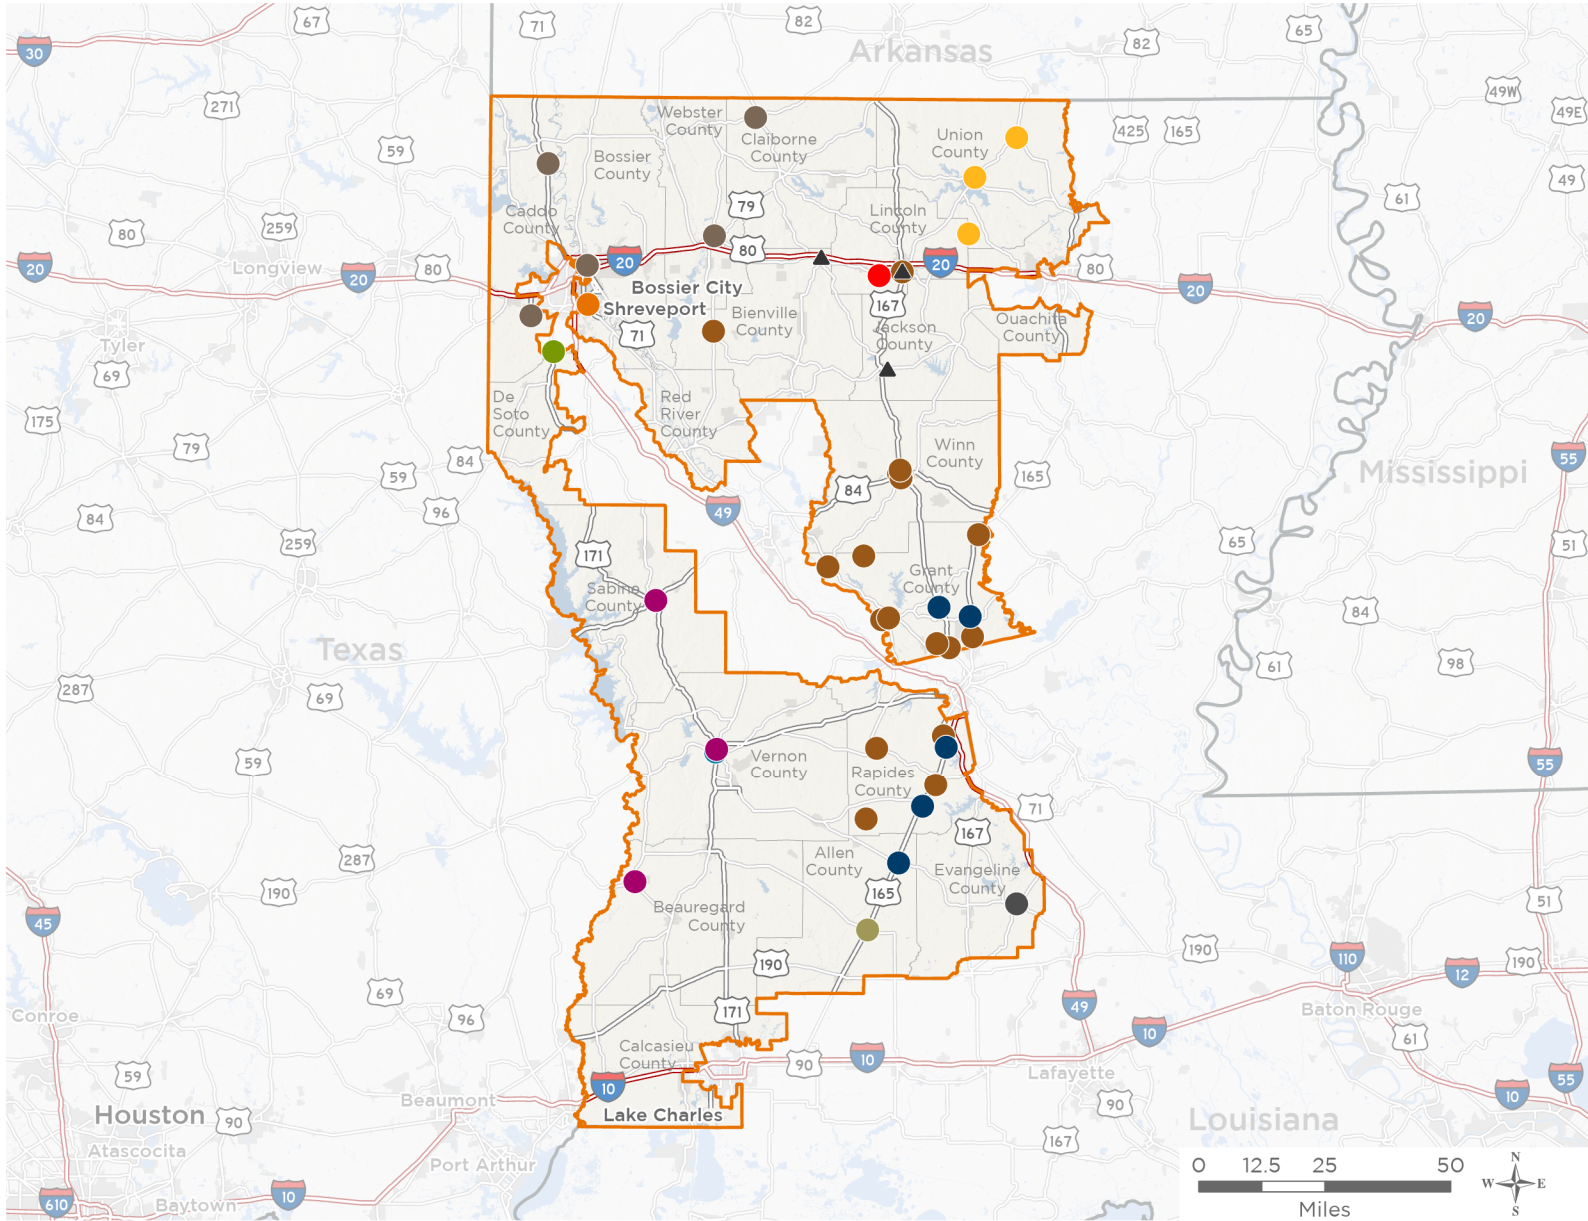 67
71
82
82
65
30
Arkansas
49W
271
49E
Webster
County
Claiborne
County
Union
County
425
165
59
Bossier
County
49
61
79
Caddo
County
Lincoln
County
80
259
80
20
Longview
20
80
20
20
80
20
Bossier City
Shreveport
167
20
Tyler
71
Bienville
County
Jackson
County
Ouachita
County
69
175
De
Soto
County
Red
River
County
79
84
Winn
County
55
59
165
Mississippi
84
96
84
49
259
171
65
51
Sabine
County
Grant
County
84
Texas
287
69
61
98
59
Vernon
County
Rapides
County
55
71
167
287
190
Allen
County
Evangeline
County
165
45
Beauregard
County
51
190
190
110
12
190
69
96
171
49
Conroe
Baton Rouge
10
61
Calcasieu
County
90
10
59
10
Lafayette
55
Houston
90
Beaumont
Lake Charles
90
10
Atascocita
Port Arthur
167
Louisiana
610
Baytown
10
0 12.5 25 50
Miles
N
W E
S